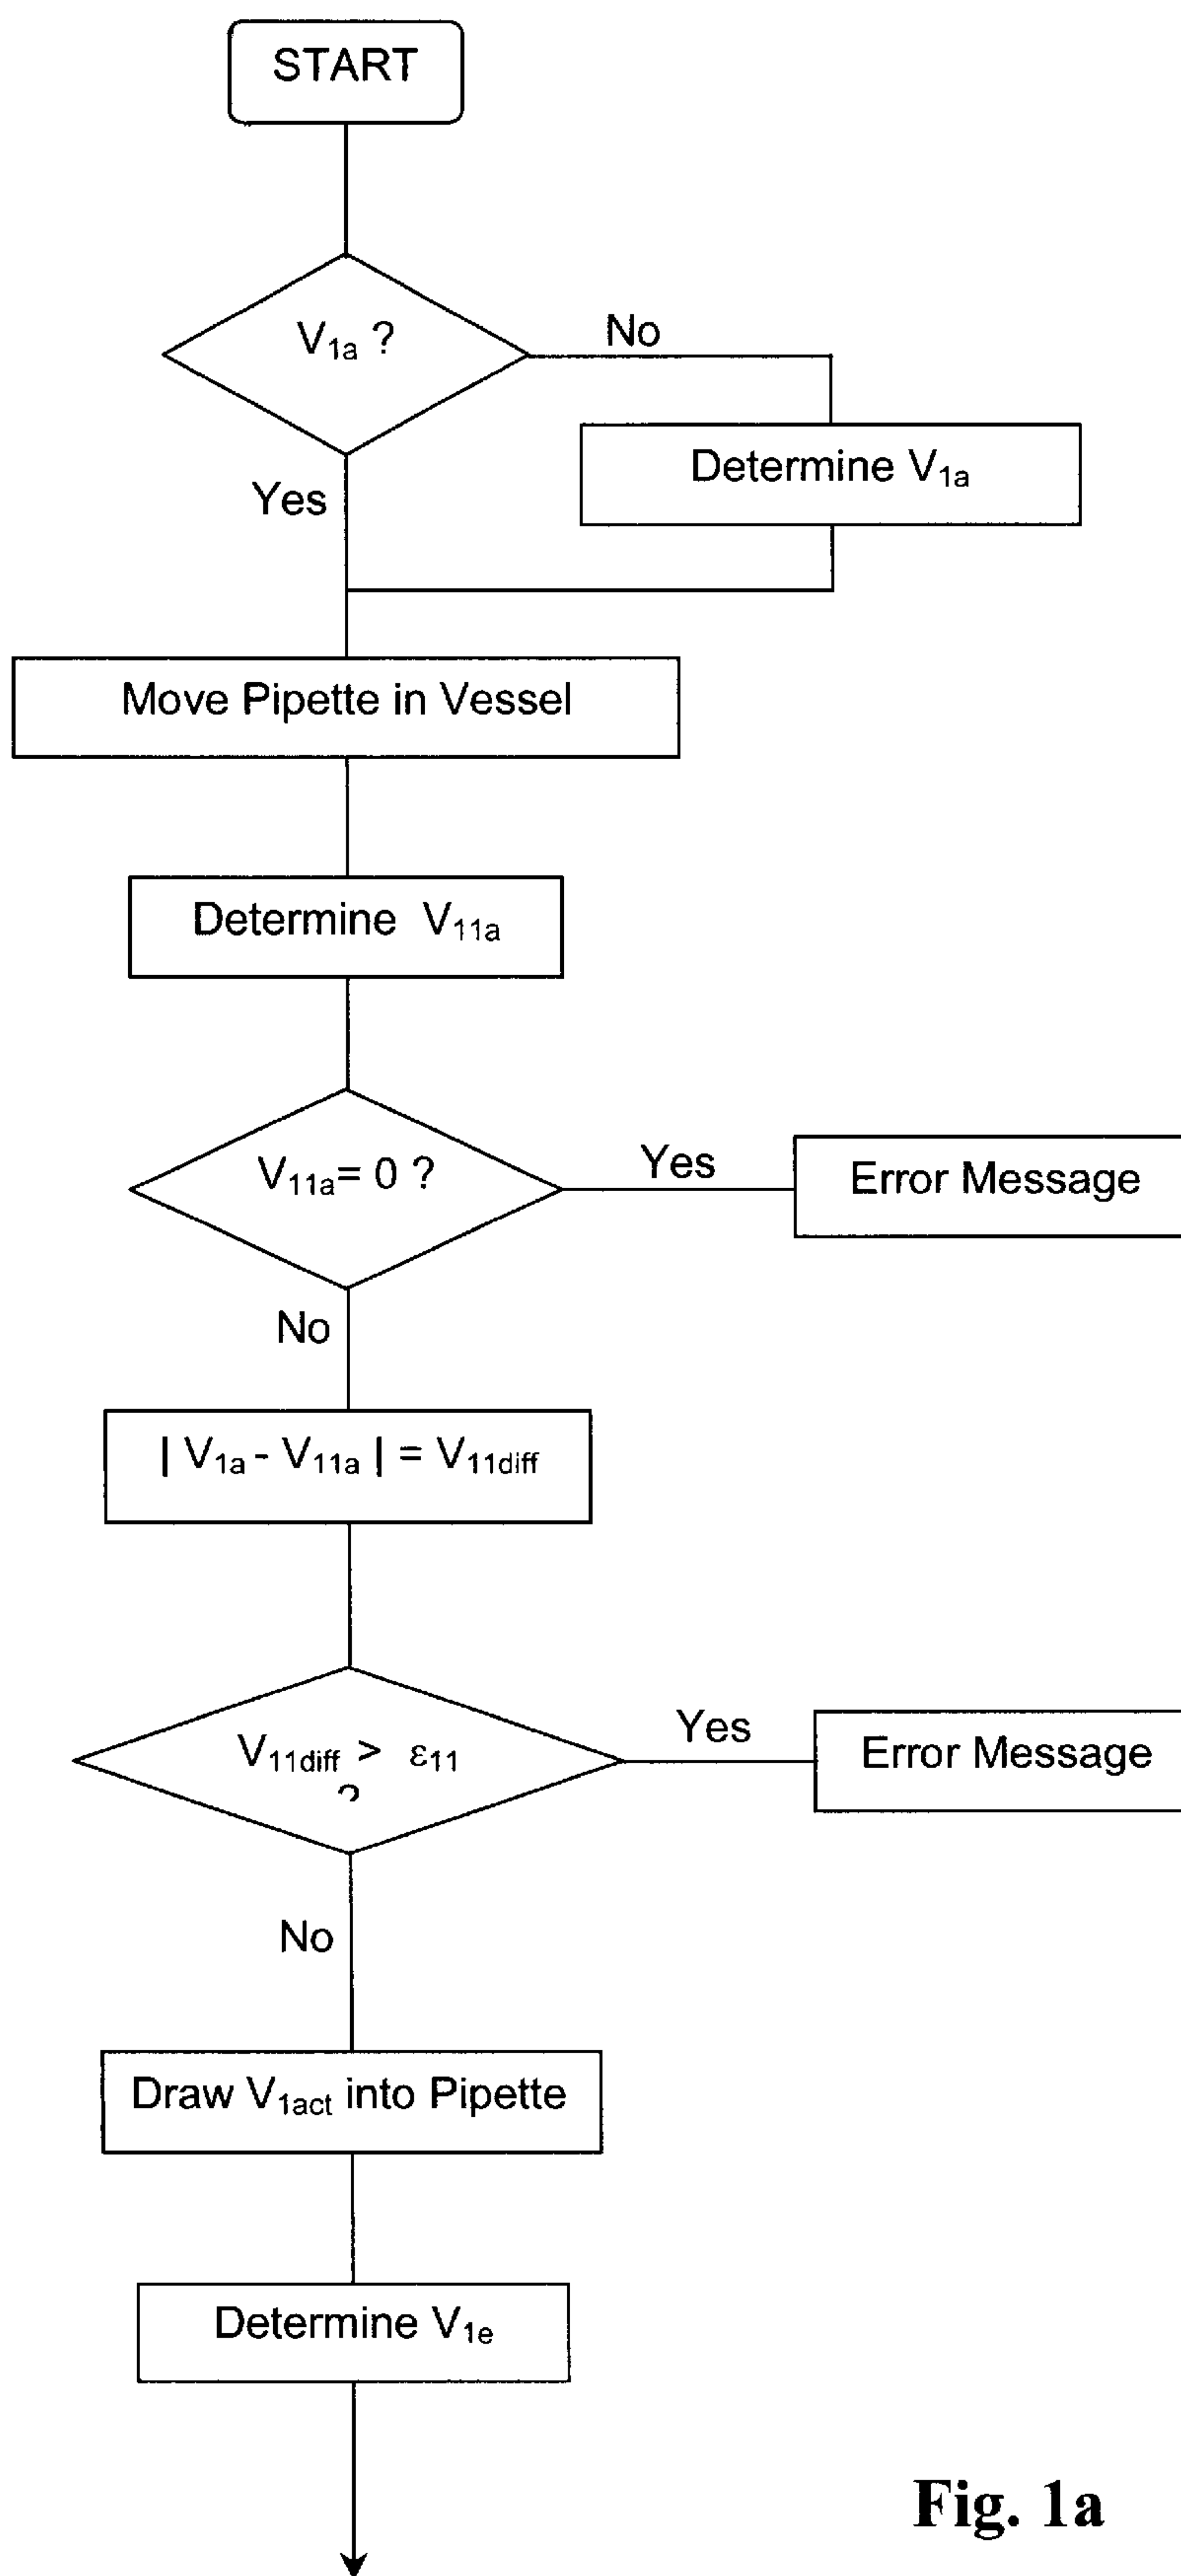 START
V₁ₐ ?
No
Determine V₁ₐ
Yes
Move Pipette in Vessel
Determine V₁₁ₐ
V₁₁ₐ= 0 ?
Yes
Error Message
No
| V₁ₐ - V₁₁ₐ | = V₁₁diff
V₁₁diff > ε₁₁
?
Yes
Error Message
No
Draw V₁act into Pipette
Determine V₁ₑ
Fig. 1a